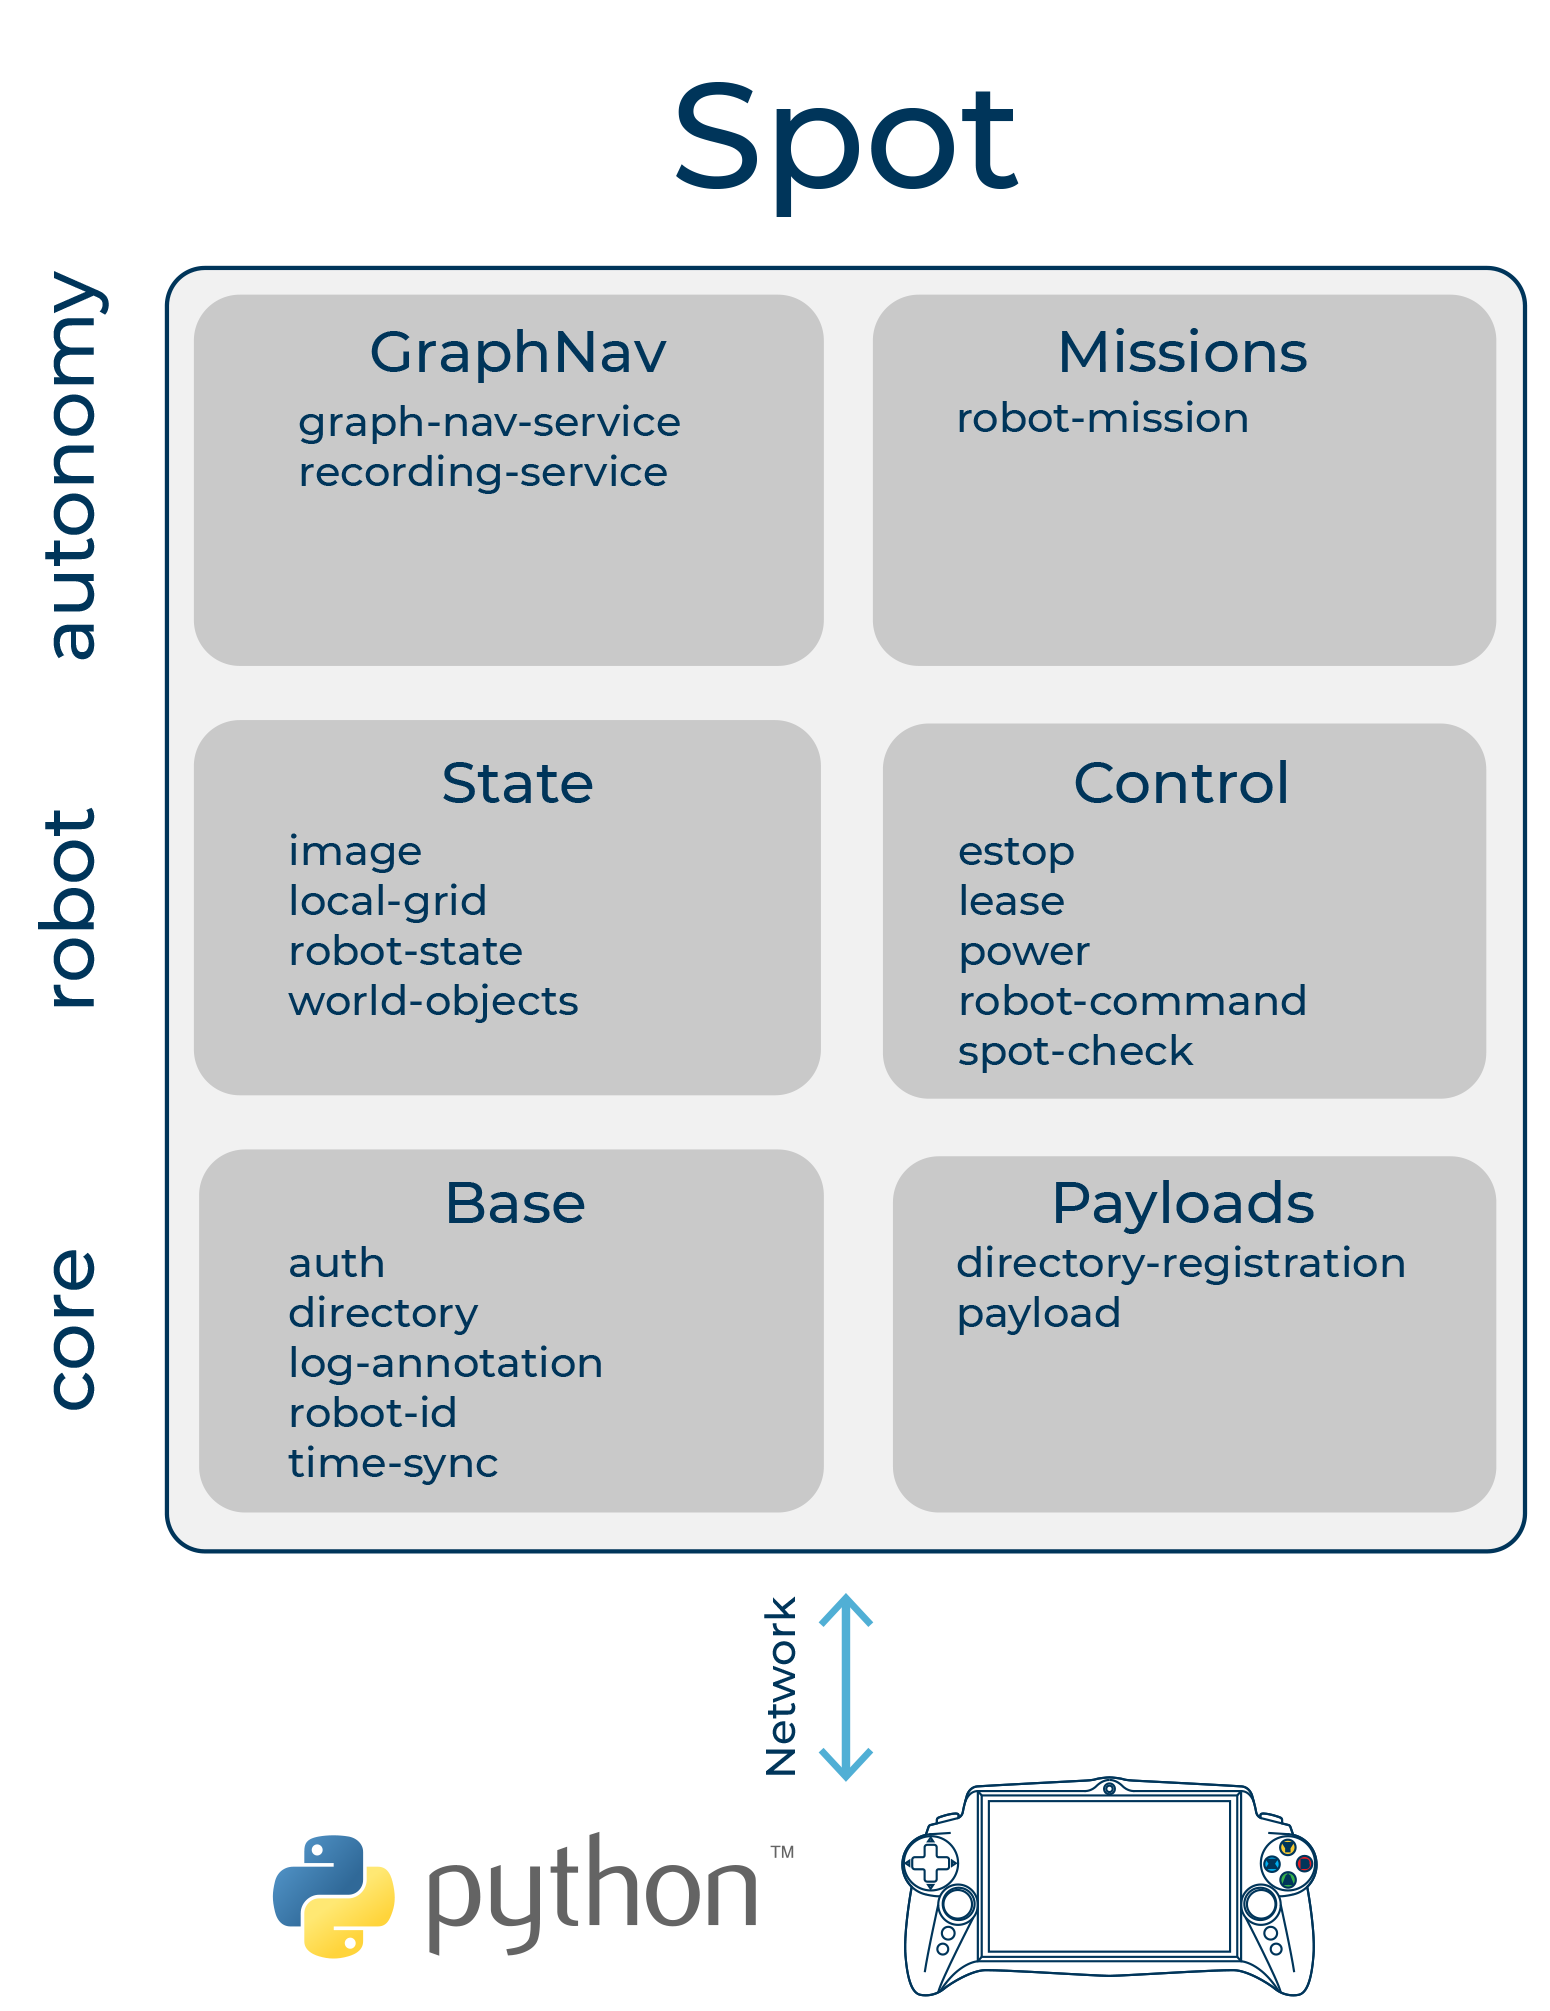 Spot
autonomy
GraphNav
graph-nav-service
recording-service
Missions
robot-mission
robot
State
image
local-grid
robot-state
world-objects
Control
estop
lease
power
robot-command
spot-check
core
Base
auth
directory
log-annotation
robot-id
time-sync
Payloads
directory-registration
payload
Network
python™
Y
X
B
A